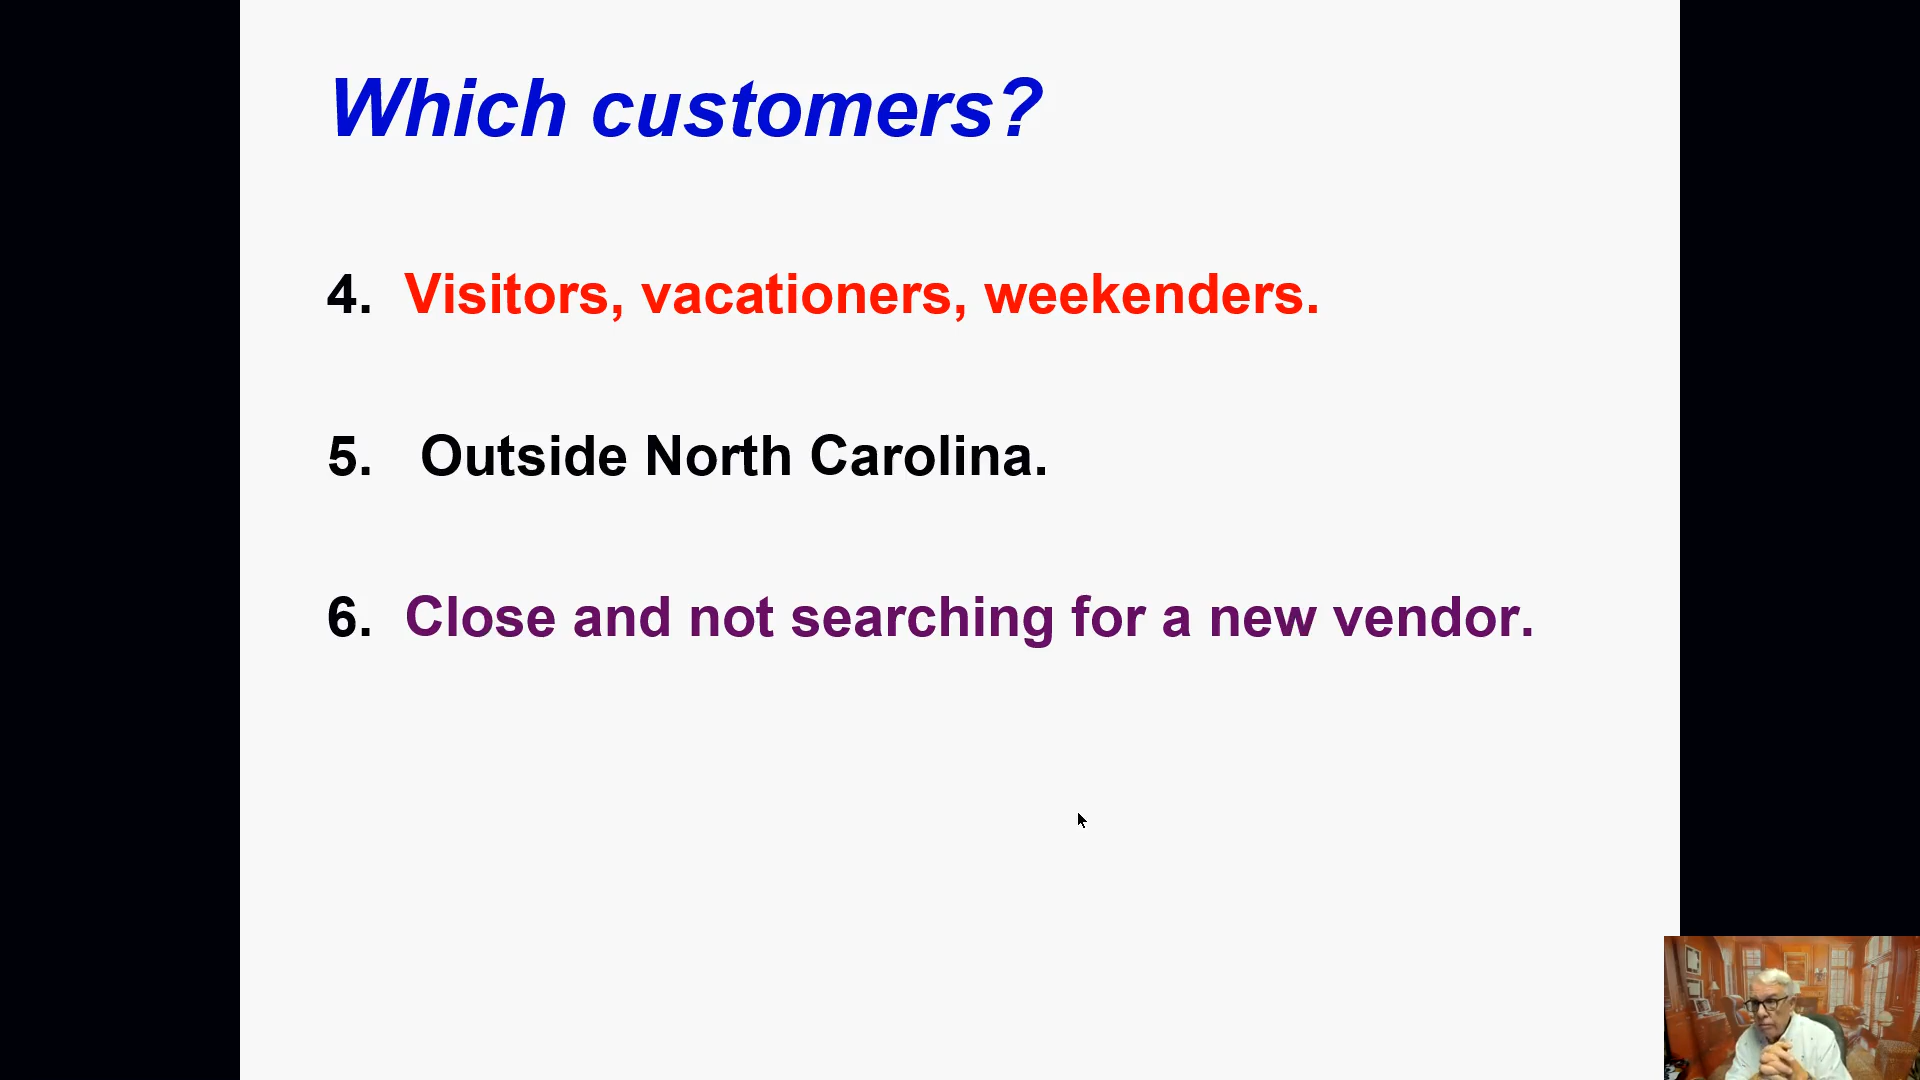 Which customers?
4. Visitors, vacationers, weekenders.
5. Outside North Carolina.
6. Close and not searching for a new vendor.